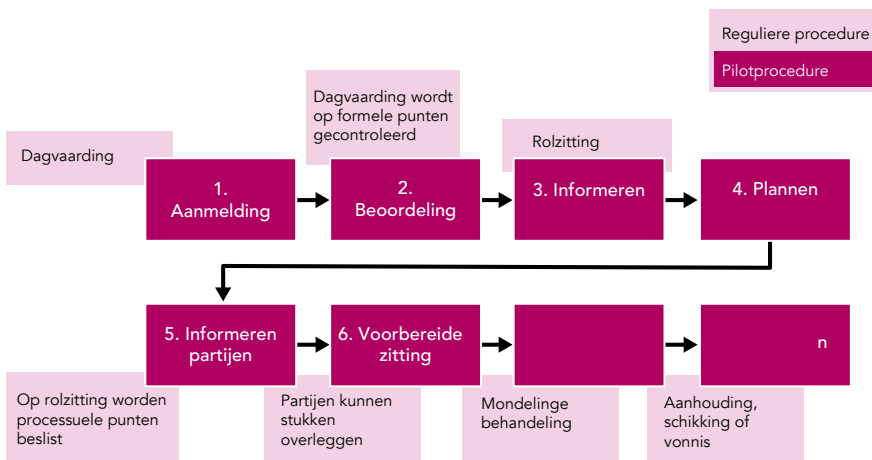 Reguliere procedure
Pilotprocedure
Dagvaarding wordt
op formele punten
gecontroleerd
Dagvaarding
Rolzitting
1.
Aanmelding
2.
Beoordeling
3. Informeren
4. Plannen
5. Informeren
partijen
6. Voorbereide
zitting
n
Op rolzitting worden
processuele punten
beslist
Partijen kunnen
stukken
overleggen
Mondelinge
behandeling
Aanhouding,
schikking of
vonnis